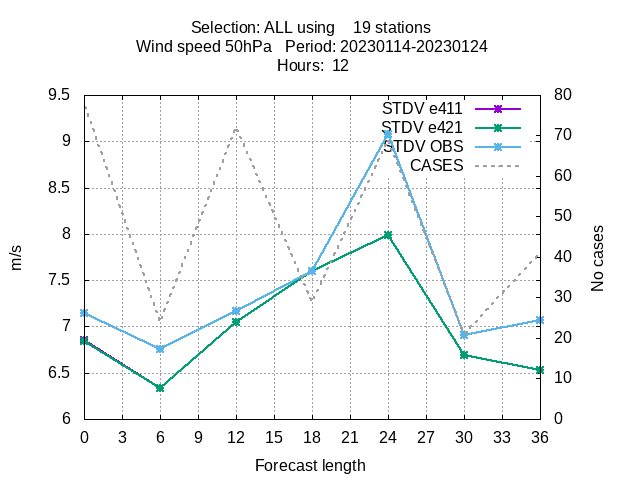 Selection: ALL using    19 stations
Wind speed 50hPa   Period: 20230114-20230124
Hours:  12
9.5
9
8.5
8
7.5
7
6.5
6
m/s
STDV e411
STDV e421
STDV OBS
CASES
80
70
60
50
40
30
20
10
0
No cases
0 3 6 9 12 15 18 21 24 27 30 33 36
Forecast length